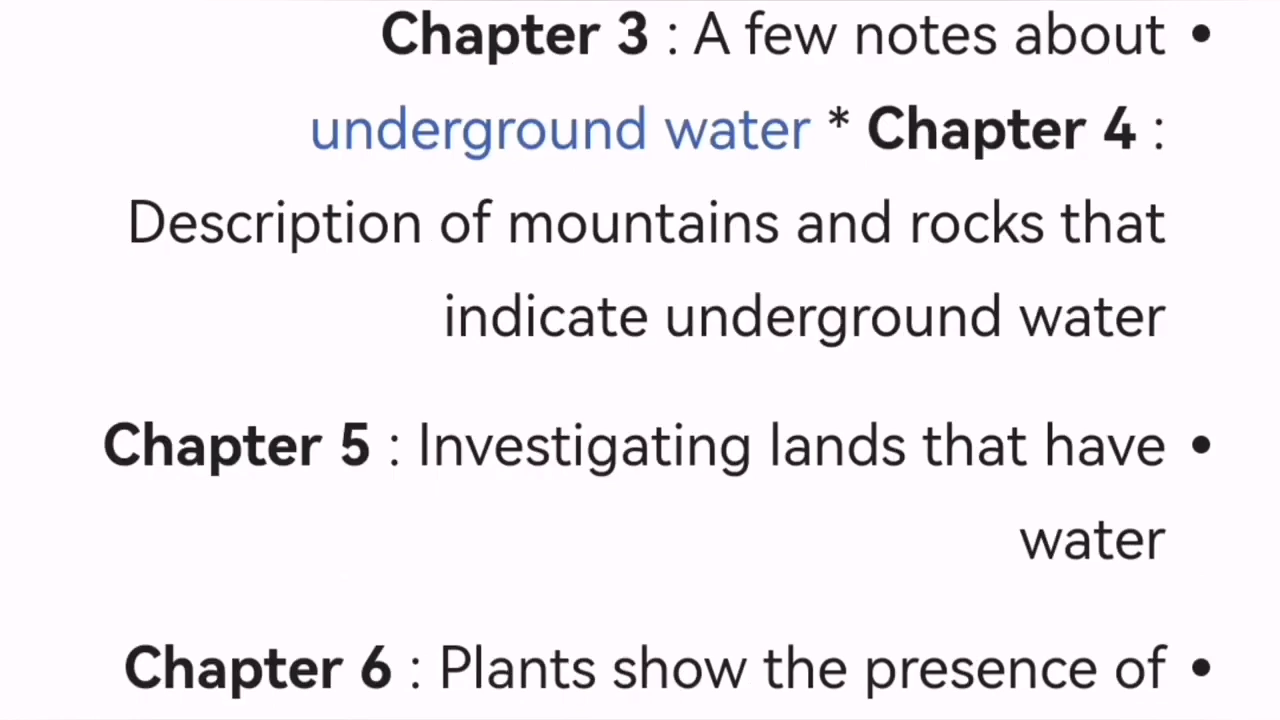 Chapter 3 : A few notes about •
underground water * Chapter 4 :
Description of mountains and rocks that
indicate underground water
Chapter 5 : Investigating lands that have •
water
Chapter 6 : Plants show the presence of •